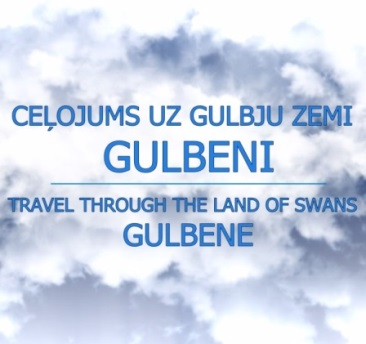 CEĻOJUMS UZ GULBJU ZEMI
GULBENI
TRAVEL THROUGH THE LAND OF SWANS
GULBENE